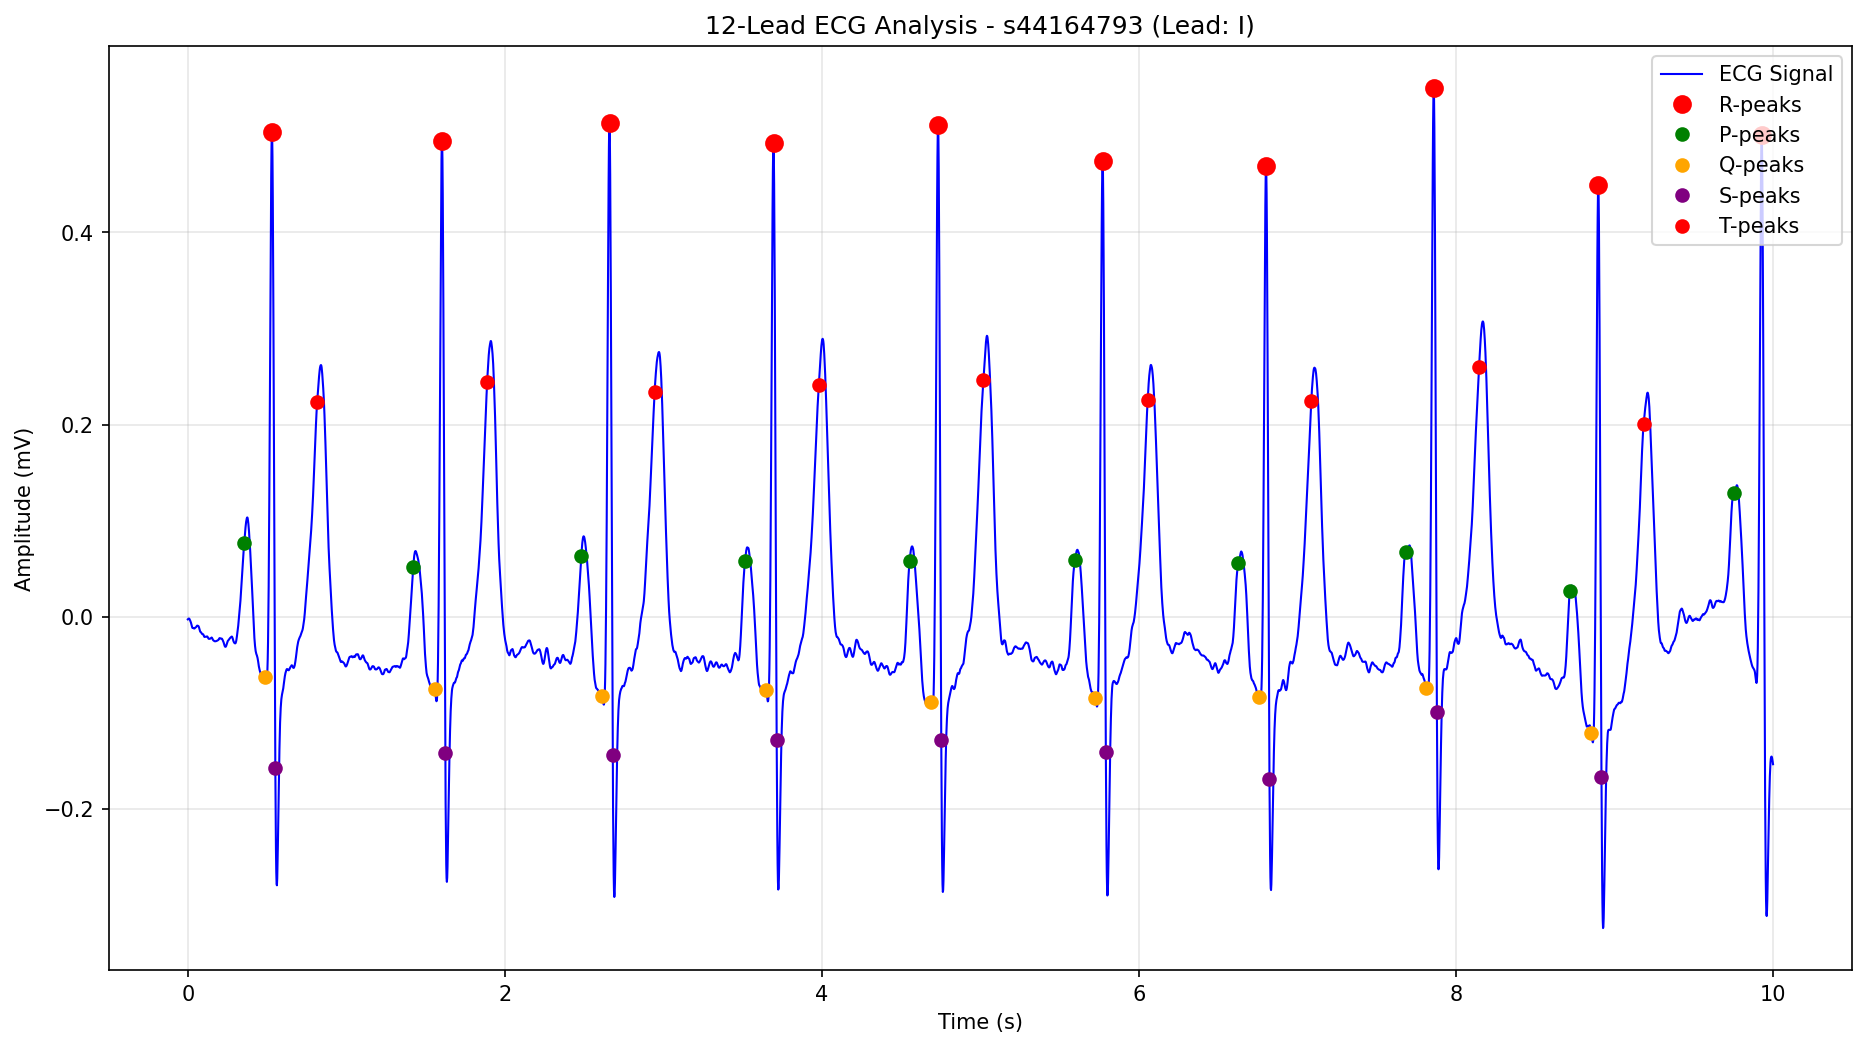 12-Lead ECG Analysis - s44164793 (Lead: I)
ECG Signal
R-peaks
P-peaks
Q-peaks
S-peaks
T-peaks
Amplitude (mV)
0.4
0.2
0.0
−0.2
0 2 4 6 8 10
Time (s)